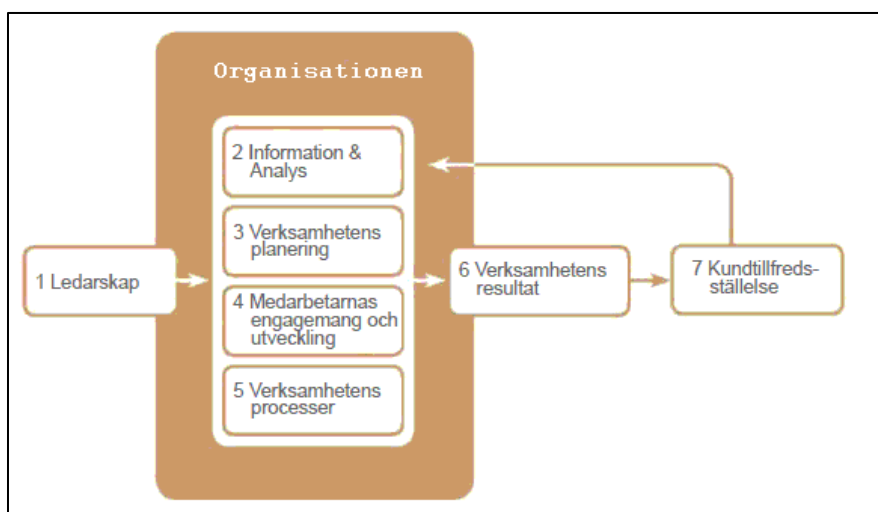 Organisationen
1 Ledarskap
2 Information &
Analys
3 Verksamhetens
planering
4 Medarbetarnas
engagemang och
utveckling
5 Verksamhetens
processer
6 Verksamhetens
resultat
7 Kundtillfreds-
ställelse